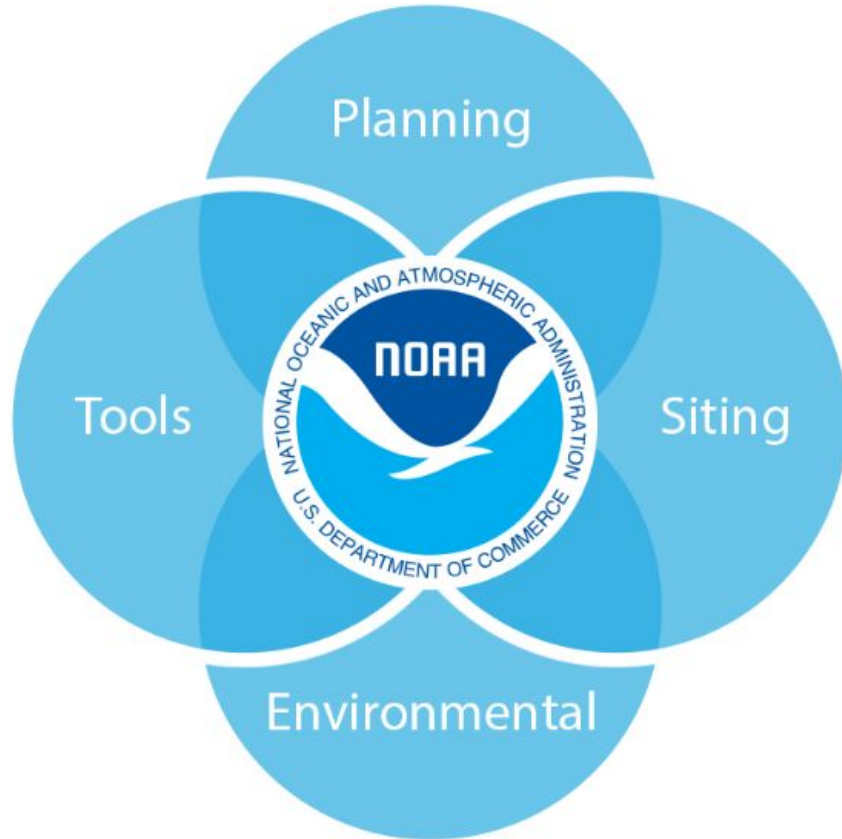 Planning
NATIONAL OCEANIC AND ATMOSPHERIC ADMINISTRATION
NOAA
Tools
Siting
U.S. DEPARTMENT OF COMMERCE
Environmental